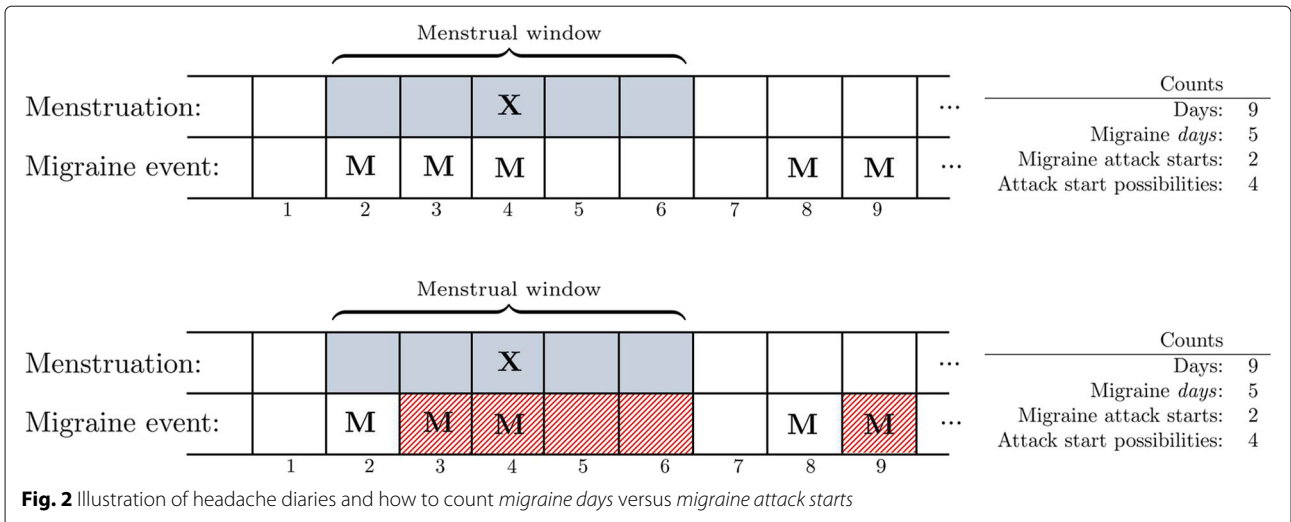 Menstrual window
Menstruation: X ...
Migraine event: M M M M M ...
1 2 3 4 5 6 7 8 9
Counts
Days: 9
Migraine days: 5
Migraine attack starts: 2
Attack start possibilities: 4
Menstrual window
Menstruation: X ...
Migraine event: M M M M M ...
1 2 3 4 5 6 7 8 9
Counts
Days: 9
Migraine days: 5
Migraine attack starts: 2
Attack start possibilities: 4
Fig. 2 Illustration of headache diaries and how to count migraine days versus migraine attack starts